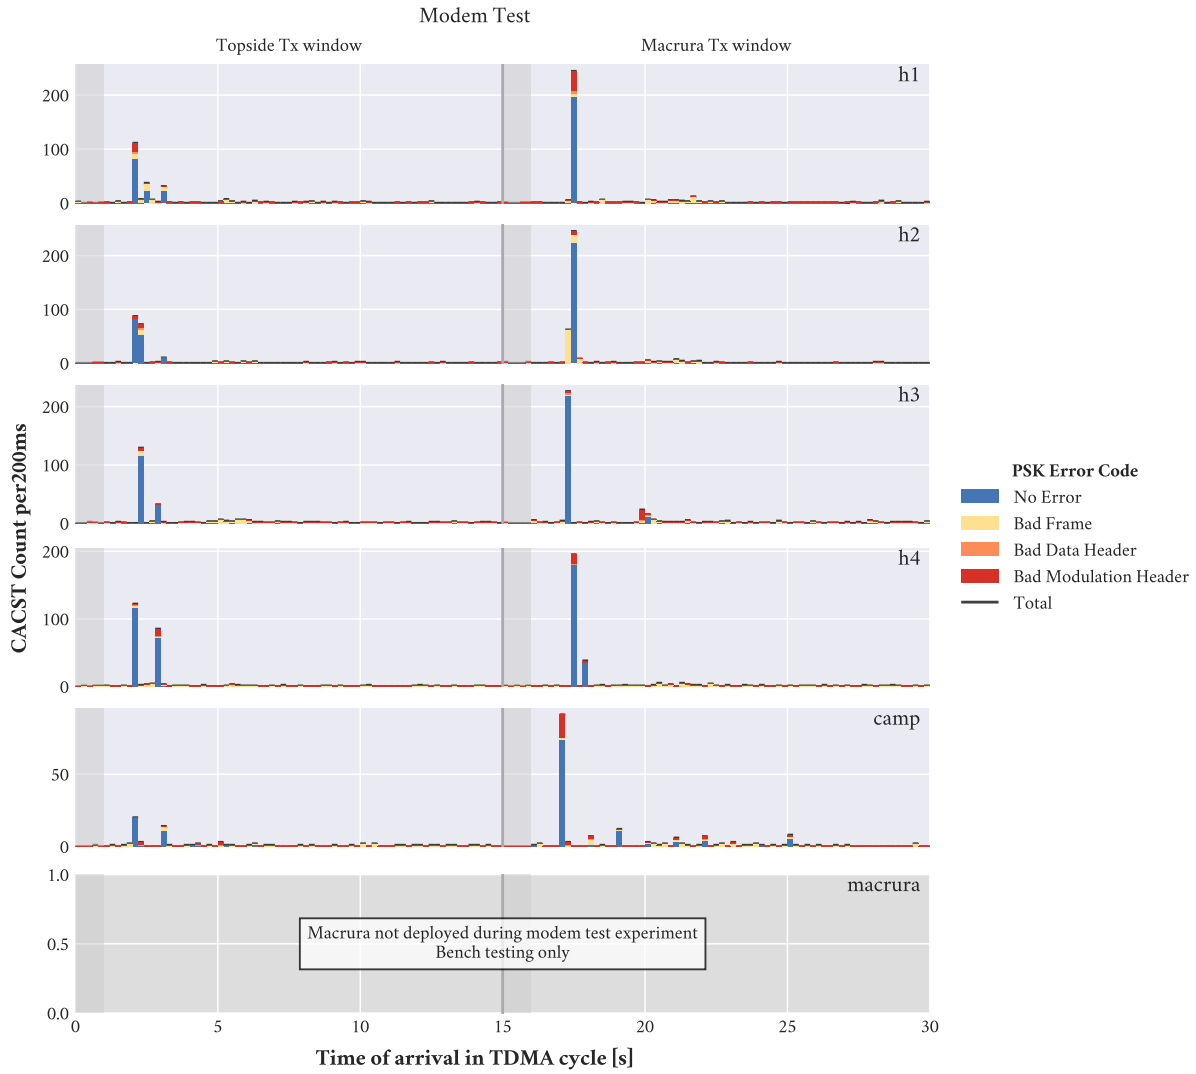 Modem Test
Topside Tx window
Macrura Tx window
h1
200
100
0
h2
200
100
0
h3
200
100
0
h4
200
100
0
camp
50
0
macrura
1.0
0.5
0.0
Macrura not deployed during modem test experiment
Bench testing only
0 5 10 15 20 25 30
Time of arrival in TDMA cycle [s]
CACST Count per200ms
PSK Error Code
No Error
Bad Frame
Bad Data Header
Bad Modulation Header
Total